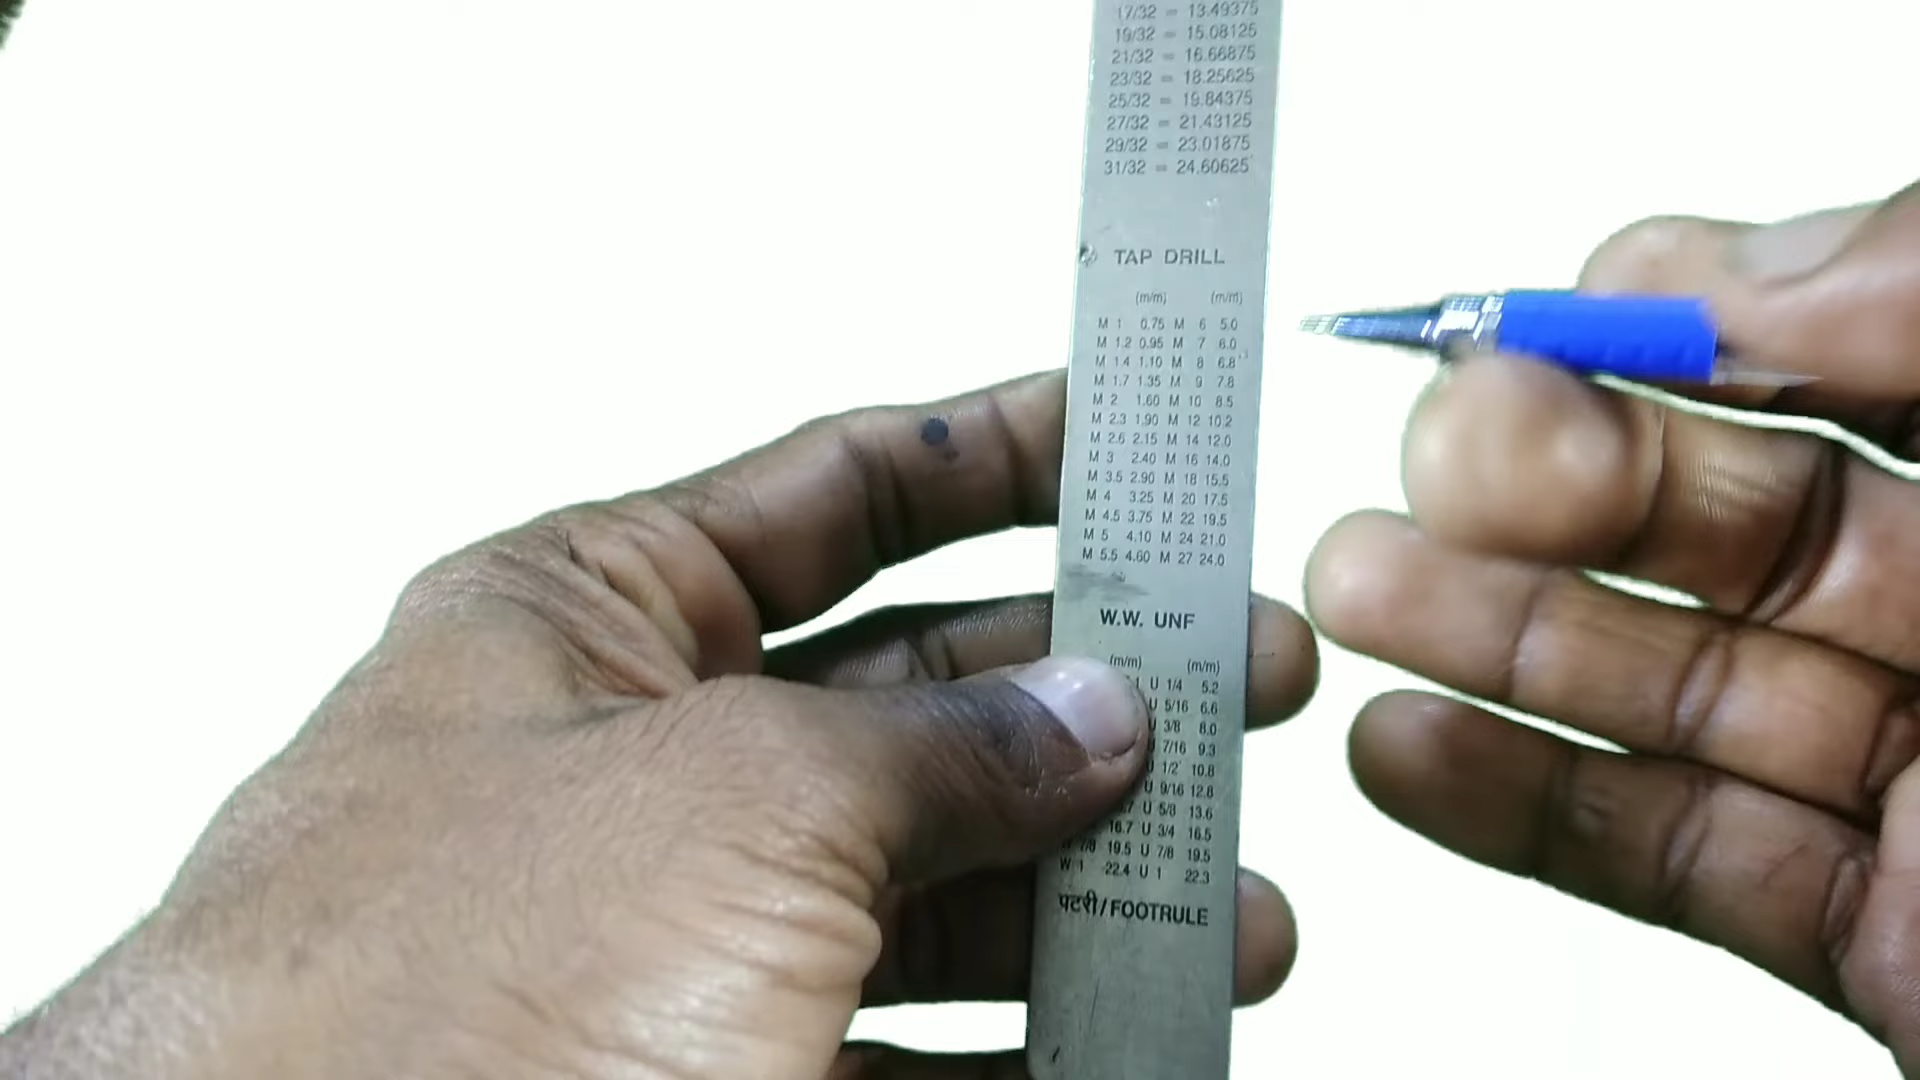 17/32 = 13.49375
19/32 = 15.08125
21/32 = 16.66875
23/32 = 18.25625
25/32 = 19.84375
27/32 = 21.43125
29/32 = 23.01875
31/32 = 24.60625
TAP DRILL
(m/m) (m/m)
M 1 0.75 M 6 5.0
M 1.2 0.95 M 7 6.0
M 1.4 1.10 M 8 6.8
M 1.7 1.35 M 9 7.8
M 2 1.60 M 10 8.5
M 2.3 1.90 M 12 10.2
M 2.6 2.15 M 14 12.0
M 3 2.40 M 16 14.0
M 3.5 2.90 M 18 15.5
M 4 3.25 M 20 17.5
M 4.5 3.75 M 22 19.5
M 5 4.10 M 24 21.0
M 5.5 4.60 M 27 24.0
W.W. UNF
(m/m) (m/m)
U 1/4 5.2
U 5/16 6.6
U 3/8 8.0
U 7/16 9.3
U 1/2 10.8
U 9/16 12.8
U 5/8 13.6
16.7 U 3/4 16.5
W 7/8 19.5 U 7/8 19.5
W 1 22.4 U 1 22.3
पटरी/FOOTRULE